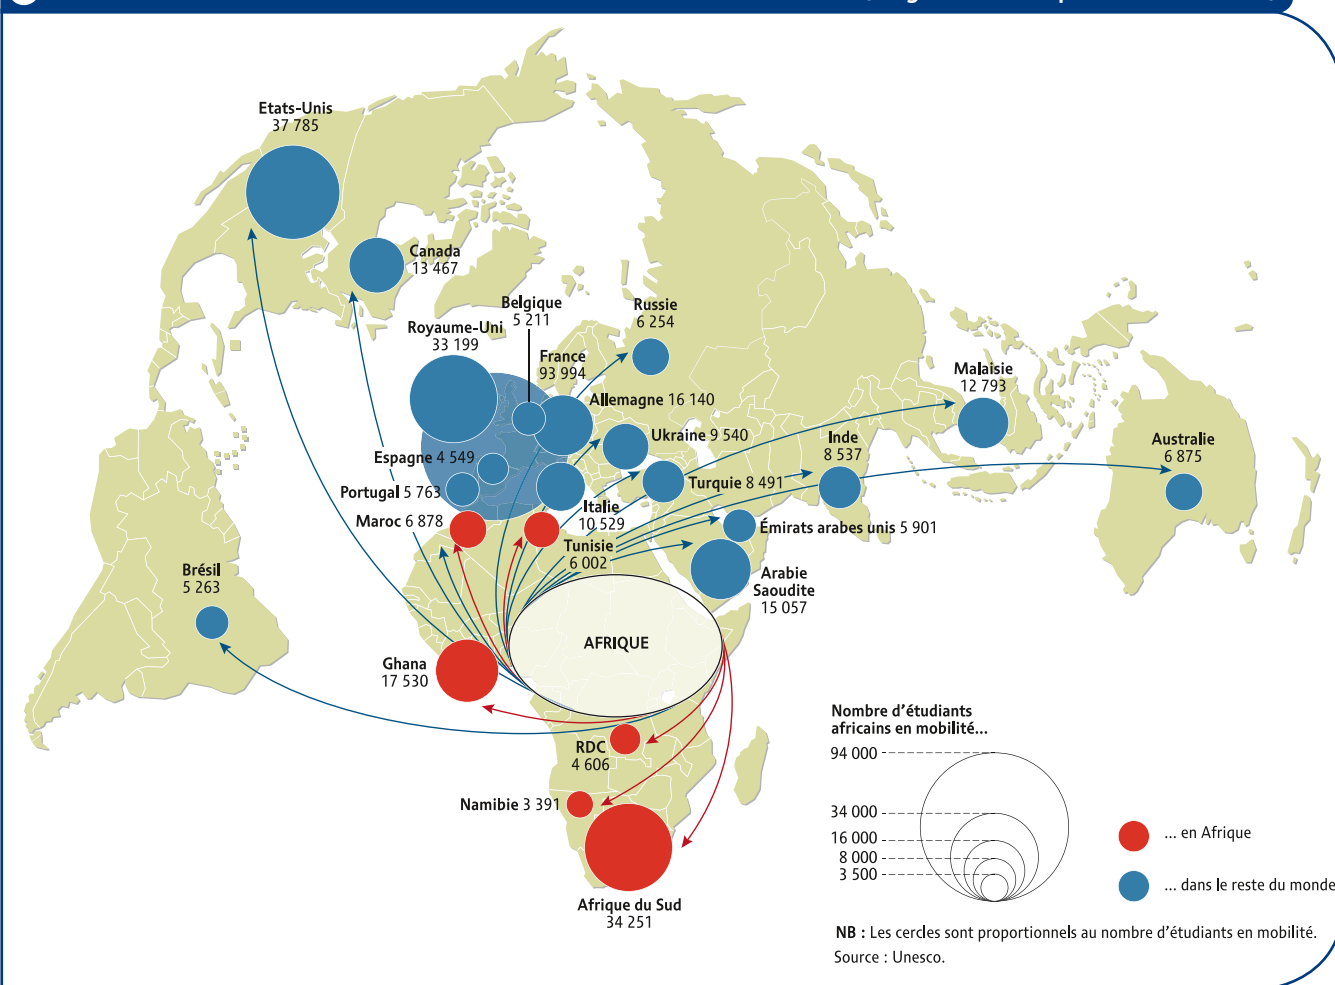 Etats-Unis
37 785
Canada
13 467
Belgique
5 211
Russie
6 254
Royaume-Uni
33 199
France
93 994
Allemagne 16 140
Malaisie
12 793
Ukraine 9 540
Inde
8 537
Australie
6 875
Espagne 4 549
Turquie 8 491
Portugal 5 763
Italie
10 529
Maroc 6 878
Émirats arabes unis 5 901
Tunisie
6 002
Brésil
5 263
Arabie
Saoudite
15 057
AFRIQUE
Ghana
17 530
RDC
4 606
Namibie 3 391
Afrique du Sud
34 251
Nombre d'étudiants
africains en mobilité...
94 000
34 000
16 000
8 000
3 500
... en Afrique
... dans le reste du monde
NB : Les cercles sont proportionnels au nombre d'étudiants en mobilité.
Source : Unesco.